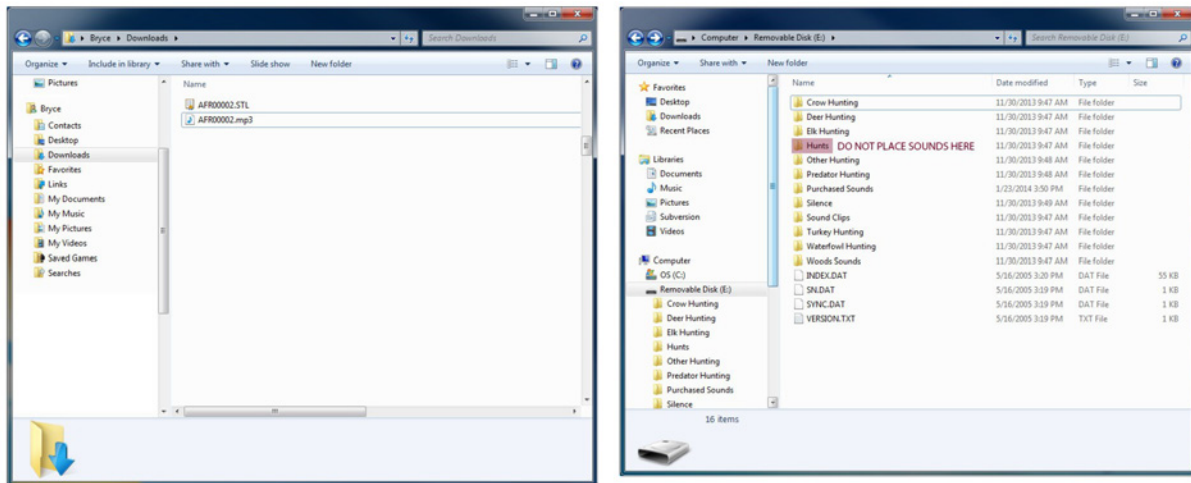 Bryce ▸ Downloads ▸
Search Downloads
Organize ▾ Include in library ▾ Share with ▾ Slide show New folder
Pictures
Bryce
Contacts
Desktop
Downloads
Favorites
Links
My Documents
My Music
My Pictures
My Videos
Saved Games
Searches
Name
AFR00002.STL
AFR00002.mp3
Computer ▸ Removable Disk (E:) ▸
Search Removable Disk (E:)
Organize ▾ Share with ▾ New folder
Favorites
Desktop
Downloads
Recent Places
Libraries
Documents
Music
Pictures
Subversion
Videos
Computer
OS (C:)
Removable Disk (E:)
Crow Hunting
Deer Hunting
Elk Hunting
Hunts
Other Hunting
Predator Hunting
Purchased Sounds
Silence
Name Date modified Type Size
Crow Hunting 11/30/2013 9:47 AM File folder
Deer Hunting 11/30/2013 9:47 AM File folder
Elk Hunting 11/30/2013 9:47 AM File folder
Hunts DO NOT PLACE SOUNDS HERE 11/30/2013 9:47 AM File folder
Other Hunting 11/30/2013 9:48 AM File folder
Predator Hunting 11/30/2013 9:48 AM File folder
Purchased Sounds 1/23/2014 3:50 PM File folder
Silence 11/30/2013 9:49 AM File folder
Sound Clips 11/30/2013 9:47 AM File folder
Turkey Hunting 11/30/2013 9:47 AM File folder
Waterfowl Hunting 11/30/2013 9:47 AM File folder
Woods Sounds 11/30/2013 9:47 AM File folder
INDEX.DAT 5/16/2005 3:20 PM DAT File 55 KB
SN.DAT 5/16/2005 3:19 PM DAT File 1 KB
SYNC.DAT 5/16/2005 3:19 PM DAT File 1 KB
VERSION.TXT 5/16/2005 3:19 PM TXT File 1 KB
16 items